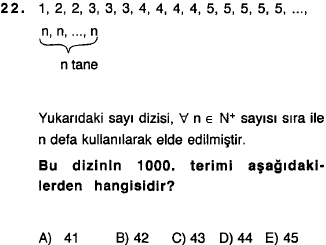 22. 1, 2, 2, 3, 3, 3, 4, 4, 4, 4, 5, 5, 5, 5, 5, ...,
n, n, ..., n
n tane
Yukarıdaki sayı dizisi, ∀ n ∈ N⁺ sayısı sıra ile
n defa kullanılarak elde edilmiştir.
Bu dizinin 1000. terimi aşağıdaki-
lerden hangisidir?
A) 41 B) 42 C) 43 D) 44 E) 45